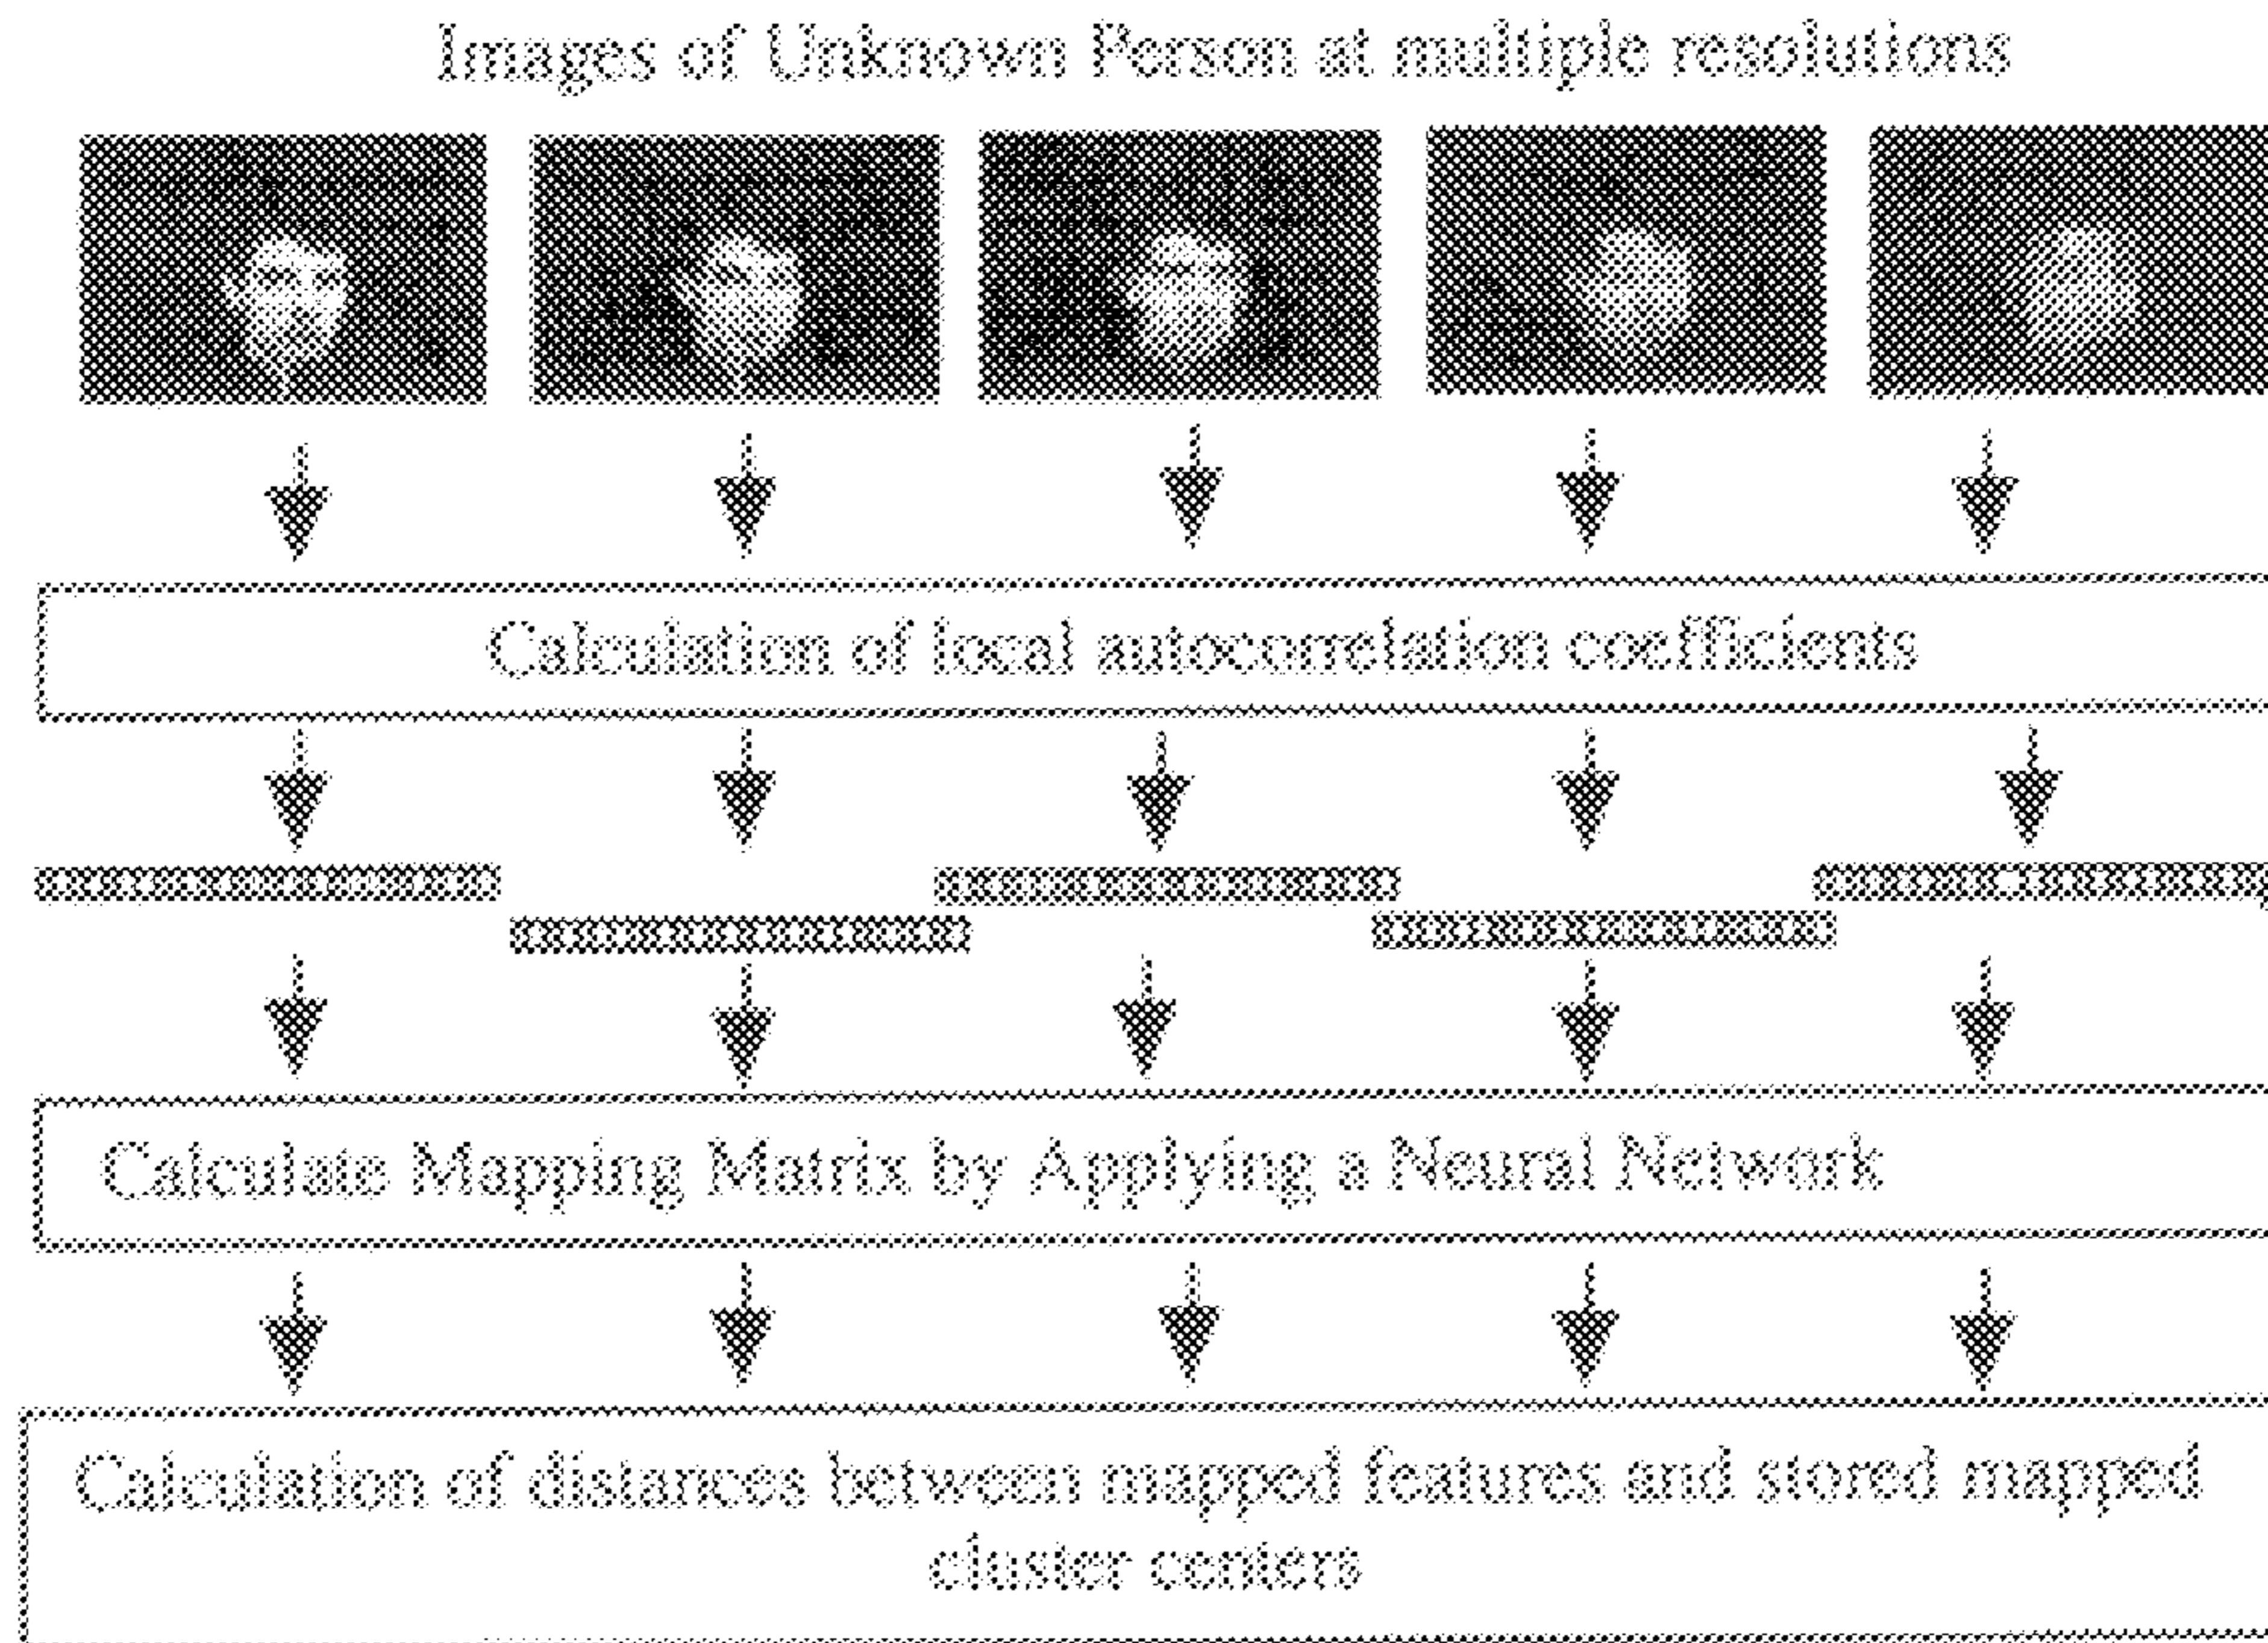 Images of Unknown Person at multiple resolutions
Calculation of local autocorrelation coefficients
Calculate Mapping Matrix by Applying a Neural Network
Calculation of distances between mapped features and stored mapped
cluster centers